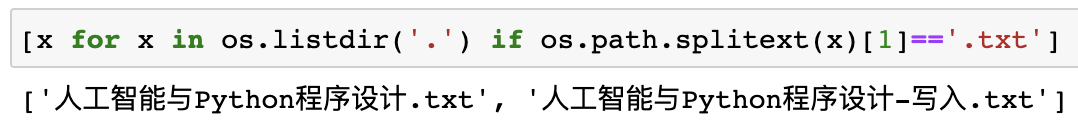 [x for x in os.listdir('.') if os.path.splitext(x)[1]=='.txt']
['人工智能与Python程序设计.txt', '人工智能与Python程序设计-写入.txt']